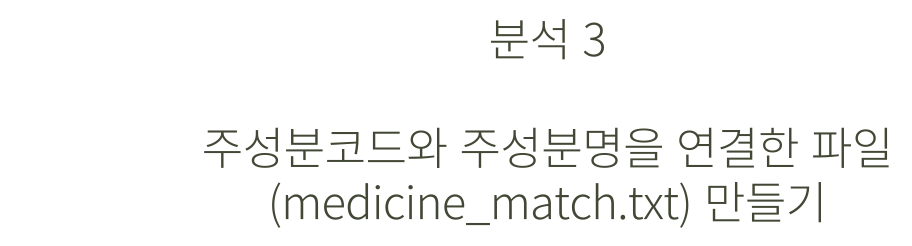 분석 3
주성분코드와 주성분명을 연결한 파일
(medicine_match.txt) 만들기